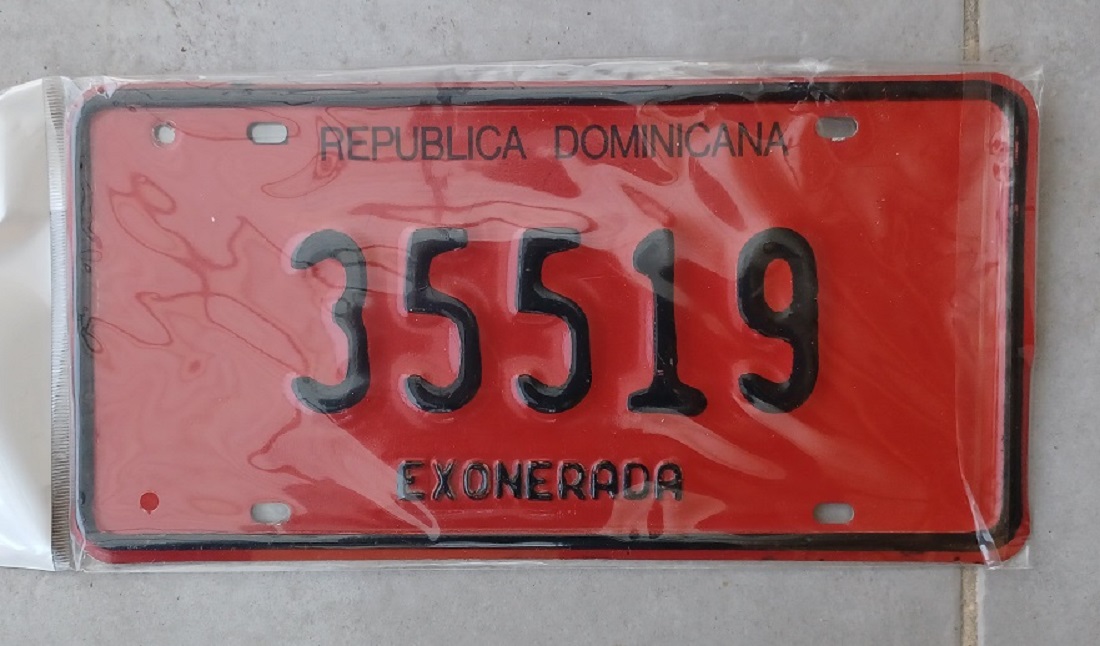 REPUBLICA DOMINICANA
35519
EXONERADA